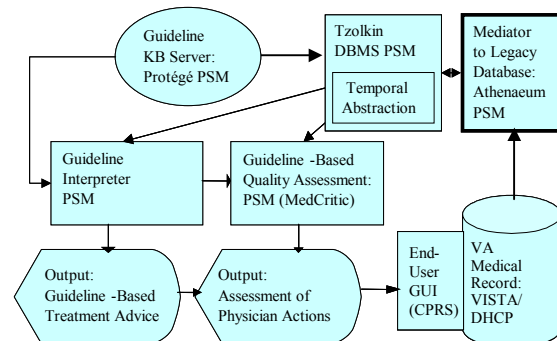 Guideline
KB Server:
Protégé PSM
Tzolkin
DBMS PSM
Temporal
Abstraction
Mediator
to Legacy
Database:
Athenaeum
PSM
Guideline
Interpreter
PSM
Guideline -Based
Quality Assessment:
PSM (MedCritic)
Output:
Guideline -Based
Treatment Advice
Output:
Assessment of
Physician Actions
End-
User
GUI
(CPRS)
VA
Medical
Record:
VISTA/
DHCP